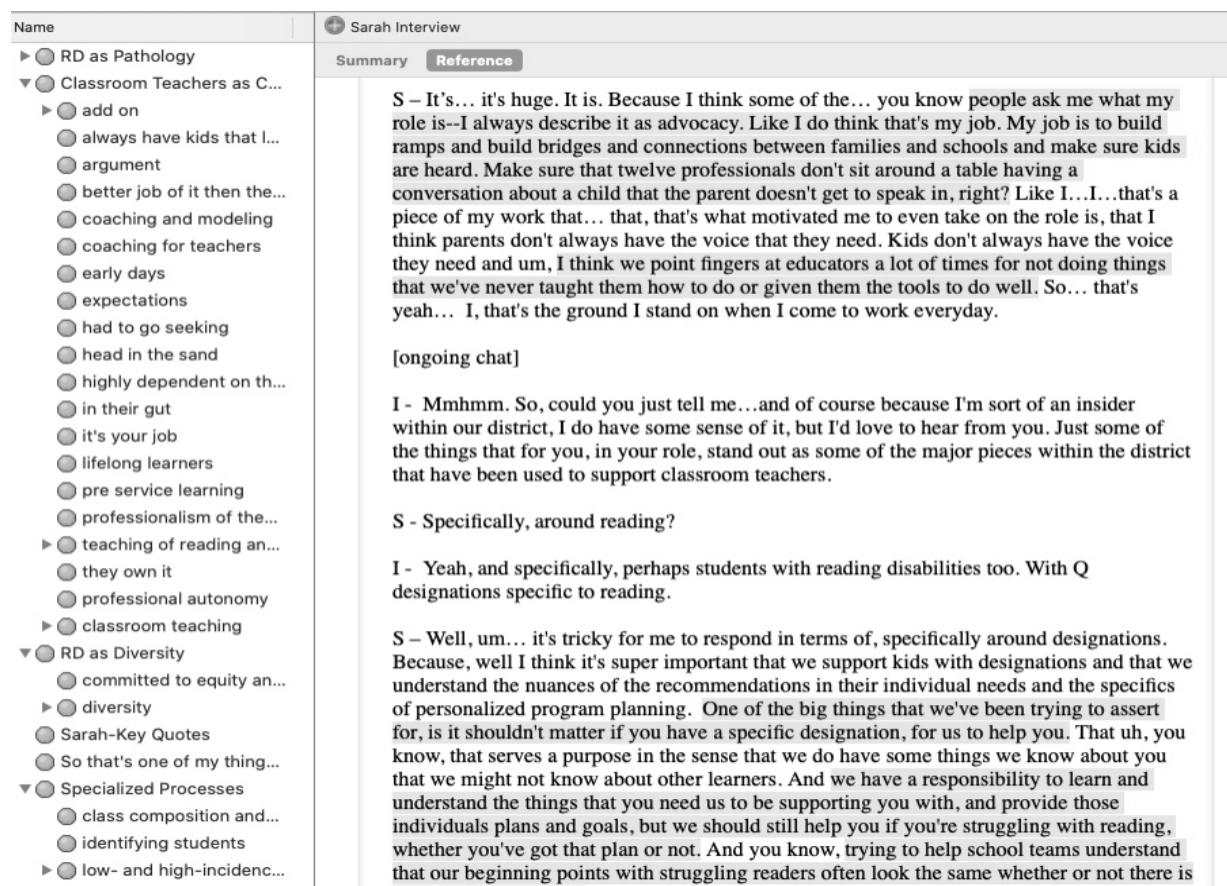 Name
RD as Pathology
Classroom Teachers as C...
add on
always have kids that l...
argument
better job of it then the...
coaching and modeling
coaching for teachers
early days
expectations
had to go seeking
head in the sand
highly dependent on th...
in their gut
it's your job
lifelong learners
pre service learning
professionalism of the...
teaching of reading an...
they own it
professional autonomy
classroom teaching
RD as Diversity
committed to equity an...
diversity
Sarah-Key Quotes
So that's one of my thing...
Specialized Processes
class composition and...
identifying students
low- and high-incidenc...
Sarah Interview
Summary Reference
S – It's… it's huge. It is. Because I think some of the… you know people ask me what my
role is--I always describe it as advocacy. Like I do think that's my job. My job is to build
ramps and build bridges and connections between families and schools and make sure kids
are heard. Make sure that twelve professionals don't sit around a table having a
conversation about a child that the parent doesn't get to speak in, right? Like I…I…that's a
piece of my work that… that, that's what motivated me to even take on the role is, that I
think parents don't always have the voice that they need. Kids don't always have the voice
they need and um, I think we point fingers at educators a lot of times for not doing things
that we've never taught them how to do or given them the tools to do well. So… that's
yeah… I, that's the ground I stand on when I come to work everyday.
[ongoing chat]
I - Mmhmm. So, could you just tell me…and of course because I'm sort of an insider
within our district, I do have some sense of it, but I'd love to hear from you. Just some of
the things that for you, in your role, stand out as some of the major pieces within the district
that have been used to support classroom teachers.
S - Specifically, around reading?
I - Yeah, and specifically, perhaps students with reading disabilities too. With Q
designations specific to reading.
S – Well, um… it's tricky for me to respond in terms of, specifically around designations.
Because, well I think it's super important that we support kids with designations and that we
understand the nuances of the recommendations in their individual needs and the specifics
of personalized program planning. One of the big things that we've been trying to assert
for, is it shouldn't matter if you have a specific designation, for us to help you. That uh, you
know, that serves a purpose in the sense that we do have some things we know about you
that we might not know about other learners. And we have a responsibility to learn and
understand the things that you need us to be supporting you with, and provide those
individuals plans and goals, but we should still help you if you're struggling with reading,
whether you've got that plan or not. And you know, trying to help school teams understand
that our beginning points with struggling readers often look the same whether or not there is